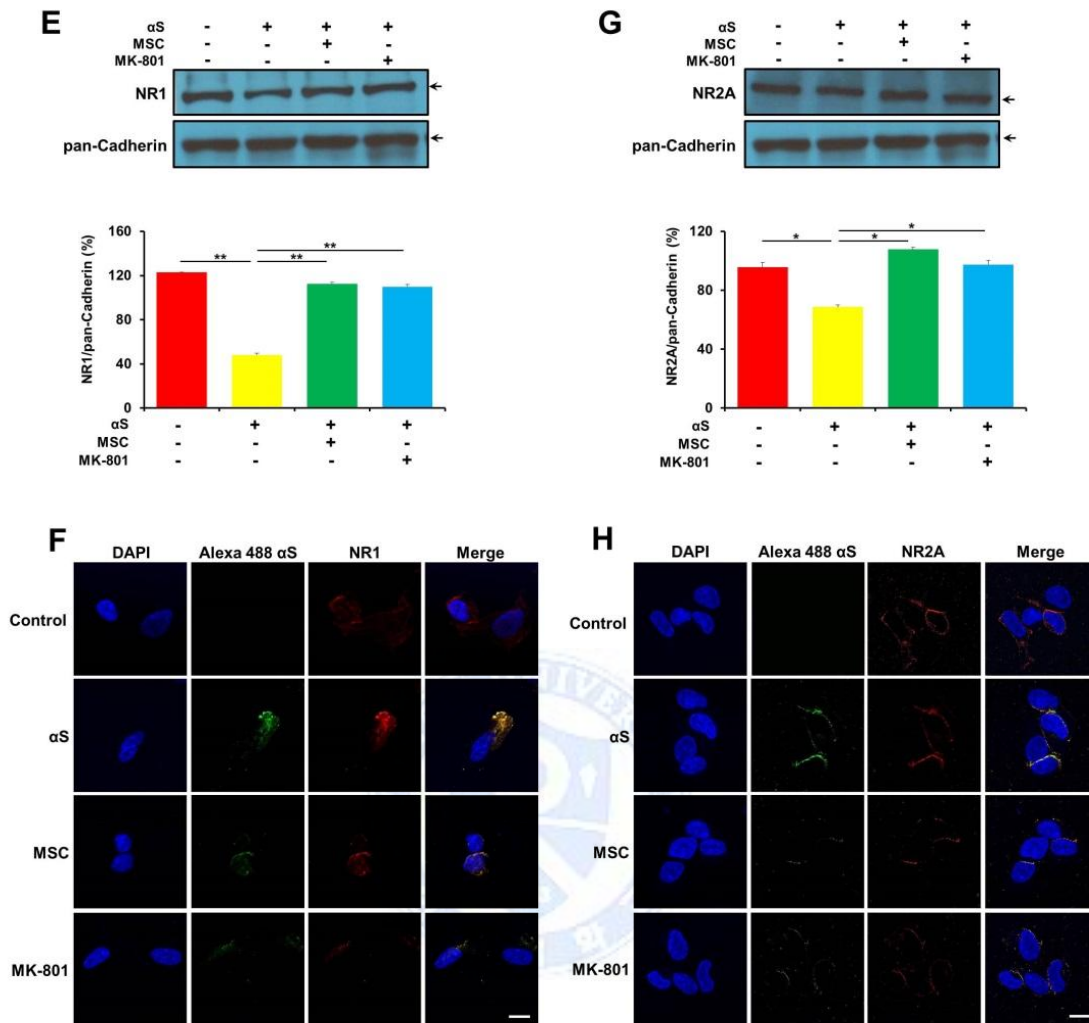 E
αS - + + +
MSC - - + -
MK-801 - - - +
NR1
pan-Cadherin
NR1/pan-Cadherin (%)
160
120
80
40
0
** ** **
αS - + + +
MSC - - + -
MK-801 - - - +
G
αS - + + +
MSC - - + -
MK-801 - - - +
NR2A
pan-Cadherin
NR2A/pan-Cadherin (%)
120
80
40
0
* * *
αS - + + +
MSC - - + -
MK-801 - - - +
F
DAPI Alexa 488 αS NR1 Merge
Control
αS
MSC
MK-801
H
DAPI Alexa 488 αS NR2A Merge
Control
αS
MSC
MK-801